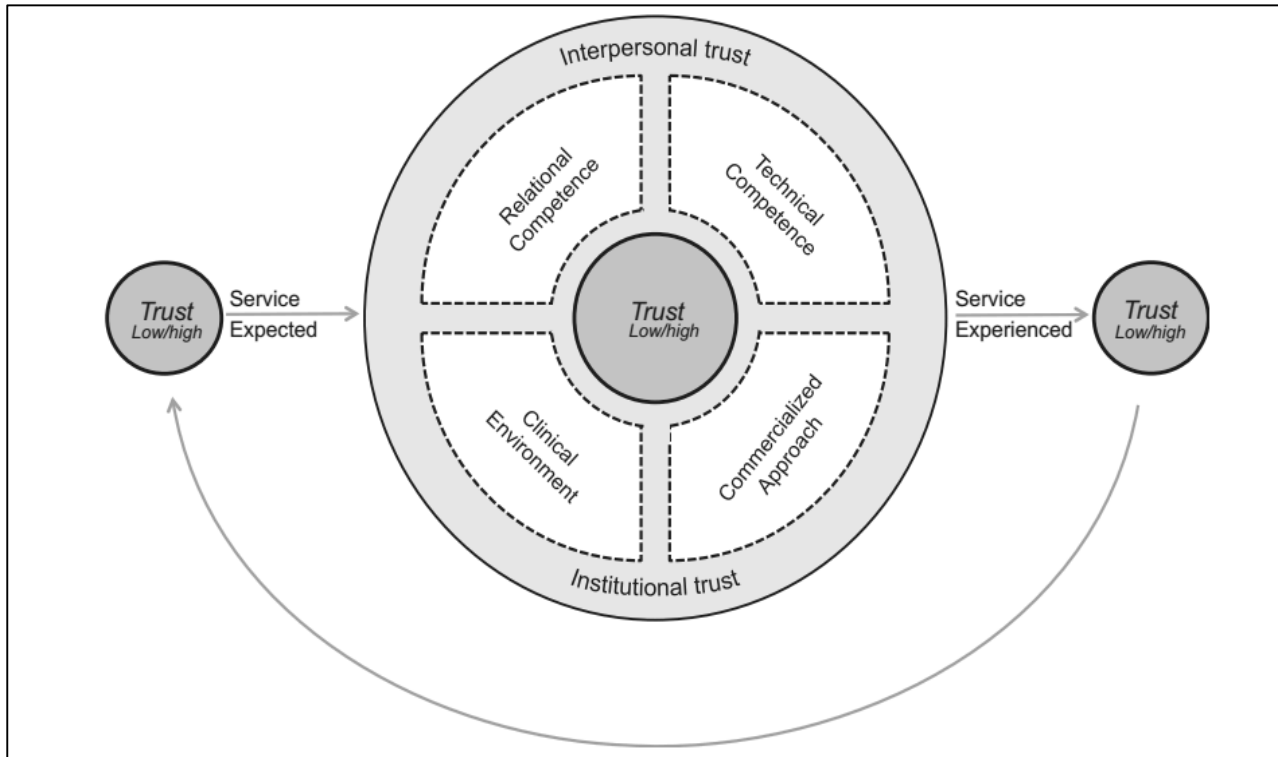 Interpersonal trust
Relational
Competence
Technical
Competence
Trust
Low/high
Service
Expected
Trust
Low/high
Service
Experienced
Trust
Low/high
Clinical
Environment
Commercialized
Approach
Institutional trust